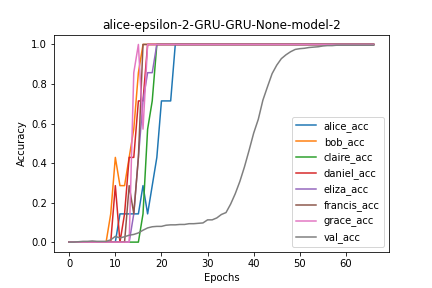 alice-epsilon-2-GRU-GRU-None-model-2
1.0
0.8
0.6
0.4
0.2
0.0
Accuracy
alice_acc
bob_acc
claire_acc
daniel_acc
eliza_acc
francis_acc
grace_acc
val_acc
0 10 20 30 40 50 60
Epochs